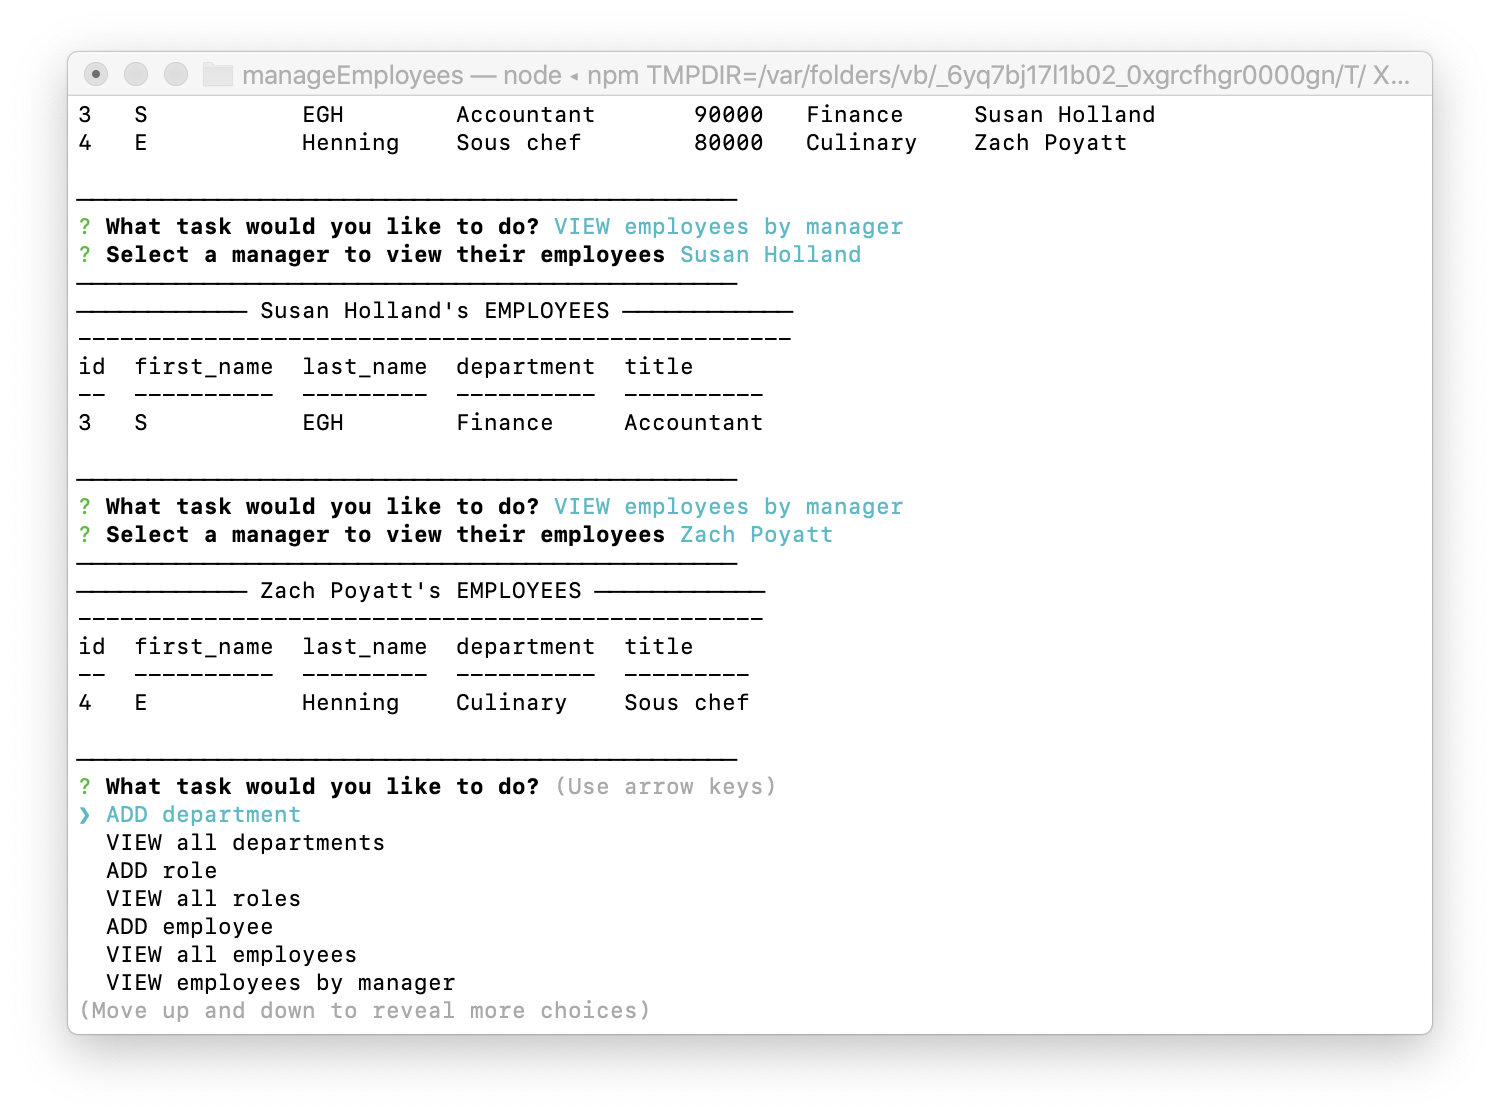 manageEmployees — node ◂ npm TMPDIR=/var/folders/vb/_6yq7bj17l1b02_0xgrcfhgr0000gn/T/ X...
3   S           EGH        Accountant       90000   Finance     Susan Holland
4   E           Henning    Sous chef        80000   Culinary    Zach Poyatt
? What task would you like to do? VIEW employees by manager
? Select a manager to view their employees Susan Holland
———————————— Susan Holland's EMPLOYEES ————————————
---------------------------------------------------
id  first_name  last_name  department  title
--  ----------  ---------  ----------  ----------
3   S           EGH        Finance     Accountant
? What task would you like to do? VIEW employees by manager
? Select a manager to view their employees Zach Poyatt
———————————— Zach Poyatt's EMPLOYEES ————————————
-------------------------------------------------
id  first_name  last_name  department  title
--  ----------  ---------  ----------  ---------
4   E           Henning    Culinary    Sous chef
? What task would you like to do? (Use arrow keys)
❯ ADD department
  VIEW all departments
  ADD role
  VIEW all roles
  ADD employee
  VIEW all employees
  VIEW employees by manager
(Move up and down to reveal more choices)